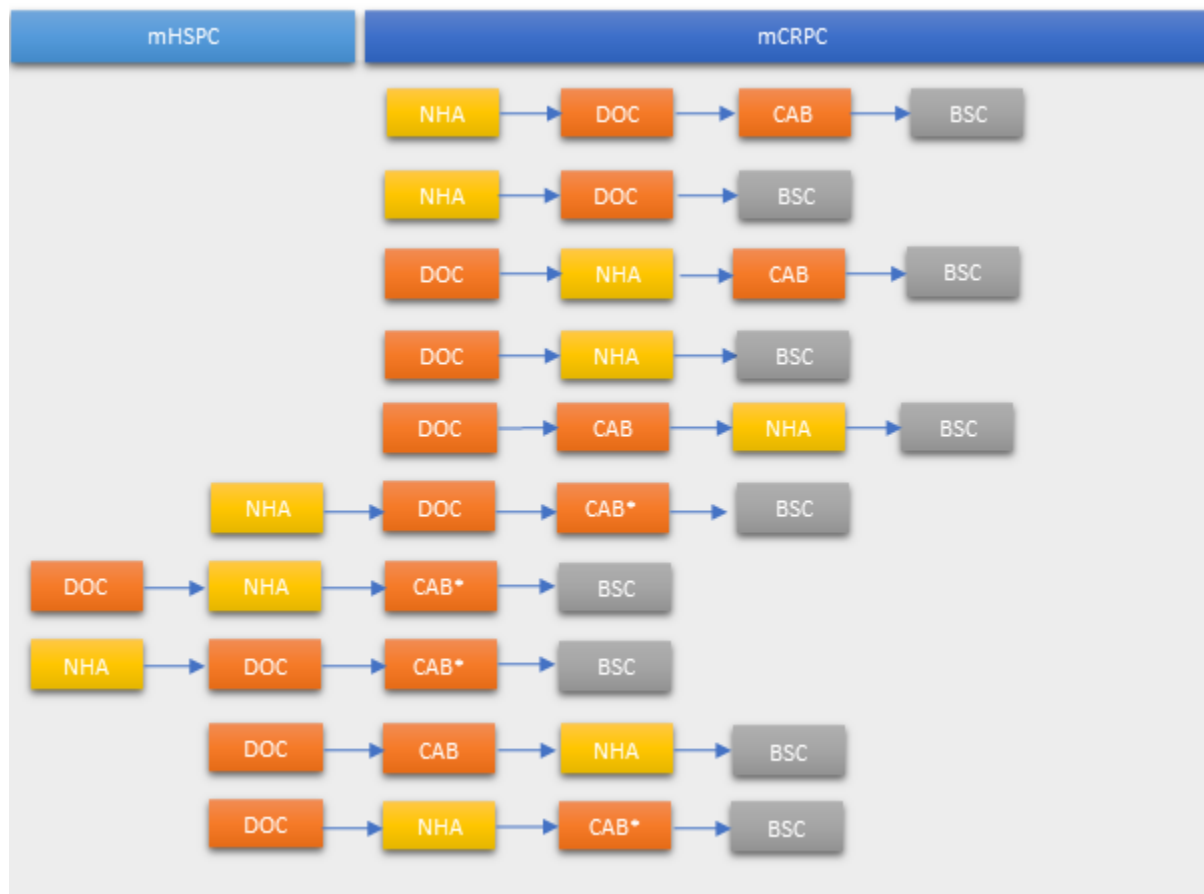 mHSPC mCRPC
NHA DOC CAB BSC
NHA DOC BSC
DOC NHA CAB BSC
DOC NHA BSC
DOC CAB NHA BSC
NHA DOC CAB* BSC
DOC NHA CAB* BSC
NHA DOC CAB* BSC
DOC CAB NHA BSC
DOC NHA CAB* BSC